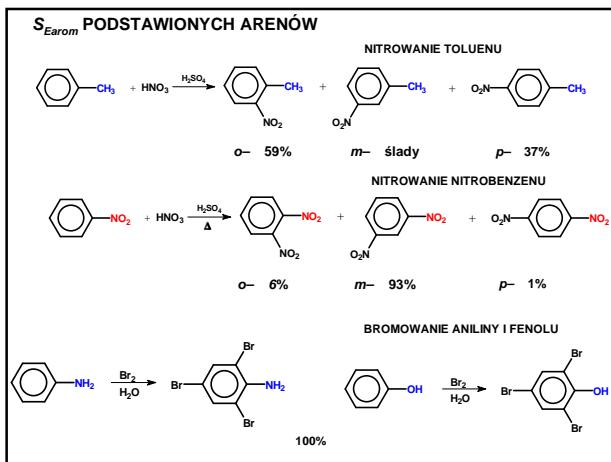 S_Earom PODSTAWIONYCH ARENÓW
NITROWANIE TOLUENU
CH₃ + HNO₃ H₂SO₄ CH₃ NO₂ + CH₃ O₂N + O₂N CH₃
o– 59% m– ślady p– 37%
NITROWANIE NITROBENZENU
NO₂ + HNO₃ H₂SO₄ Δ NO₂ NO₂ + NO₂ O₂N + O₂N NO₂
o– 6% m– 93% p– 1%
BROMOWANIE ANILINY I FENOLU
NH₂ Br₂ H₂O Br Br NH₂ Br
OH Br₂ H₂O Br Br OH Br
100%